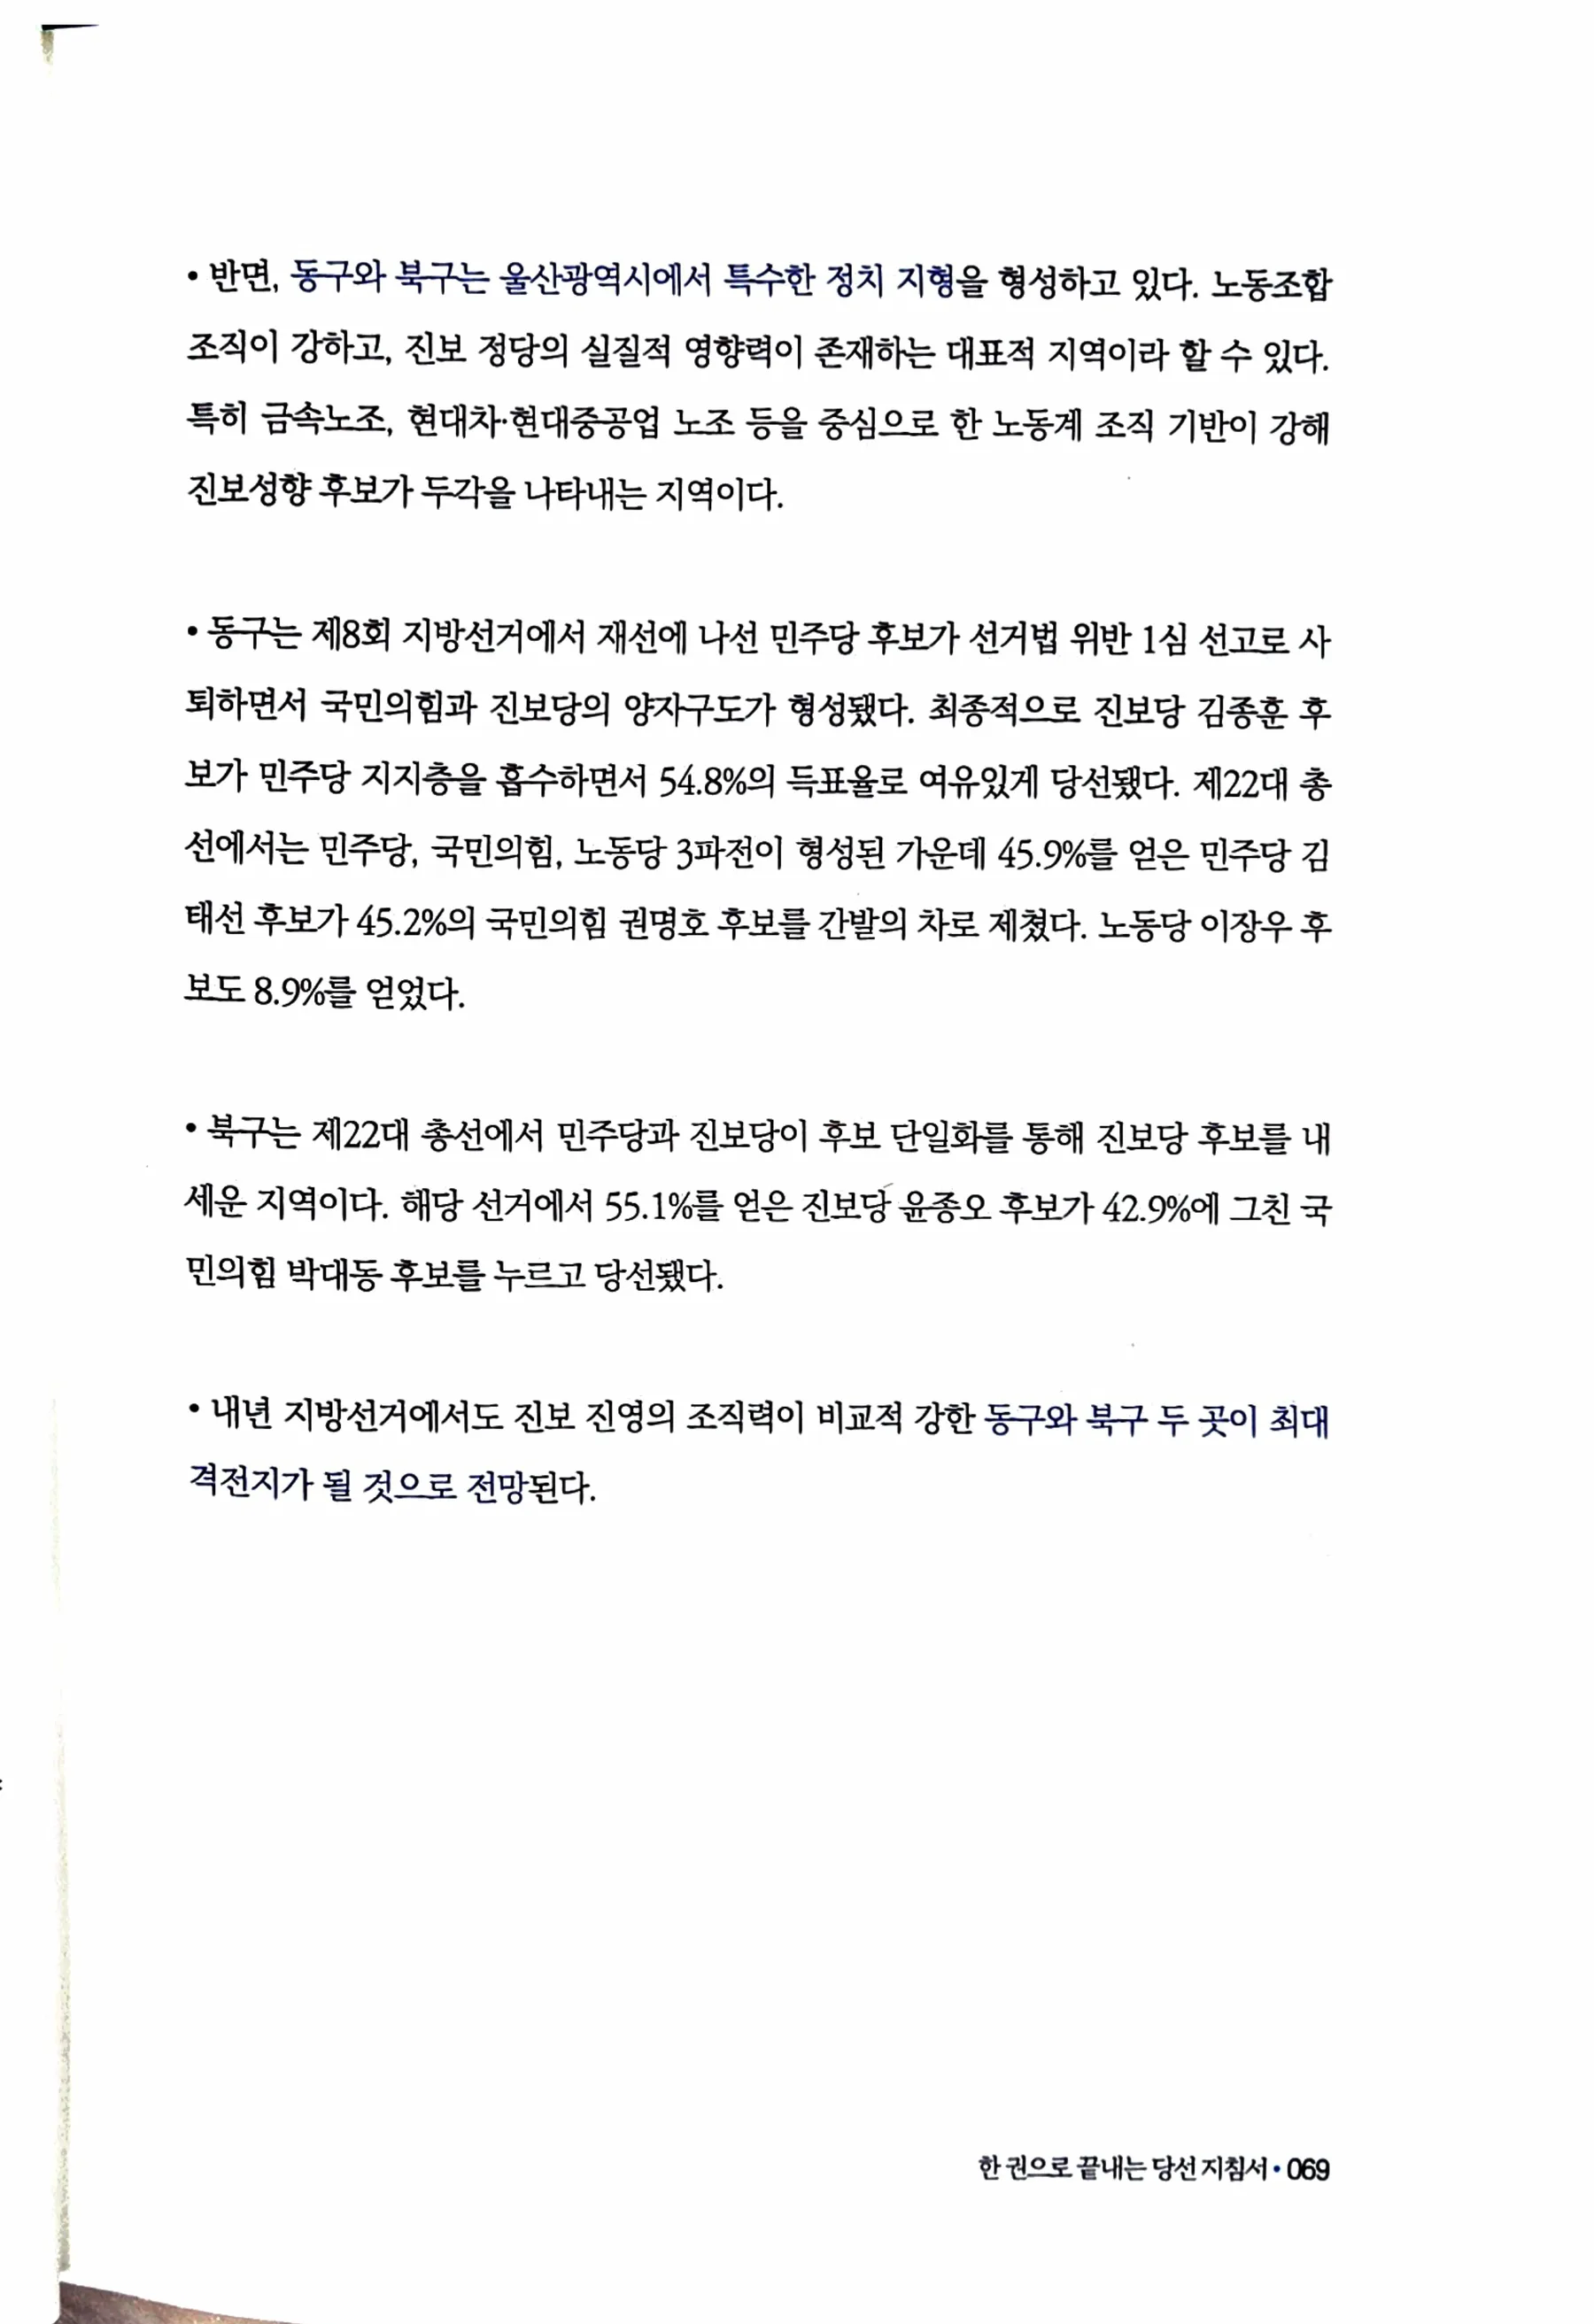 • 반면, 동구와 북구는 울산광역시에서 특수한 정치 지형을 형성하고 있다. 노동조합
조직이 강하고, 진보 정당의 실질적 영향력이 존재하는 대표적 지역이라 할 수 있다.
특히 금속노조, 현대차·현대중공업 노조 등을 중심으로 한 노동계 조직 기반이 강해
진보성향 후보가 두각을 나타내는 지역이다.
• 동구는 제8회 지방선거에서 재선에 나선 민주당 후보가 선거법 위반 1심 선고로 사
퇴하면서 국민의힘과 진보당의 양자구도가 형성됐다. 최종적으로 진보당 김종훈 후
보가 민주당 지지층을 흡수하면서 54.8%의 득표율로 여유있게 당선됐다. 제22대 총
선에서는 민주당, 국민의힘, 노동당 3파전이 형성된 가운데 45.9%를 얻은 민주당 김
태선 후보가 45.2%의 국민의힘 권명호 후보를 간발의 차로 제쳤다. 노동당 이장우 후
보도 8.9%를 얻었다.
• 북구는 제22대 총선에서 민주당과 진보당이 후보 단일화를 통해 진보당 후보를 내
세운 지역이다. 해당 선거에서 55.1%를 얻은 진보당 윤종오 후보가 42.9%에 그친 국
민의힘 박대동 후보를 누르고 당선됐다.
• 내년 지방선거에서도 진보 진영의 조직력이 비교적 강한 동구와 북구 두 곳이 최대
격전지가 될 것으로 전망된다.
한 권으로 끝내는 당선 지침서 • 069